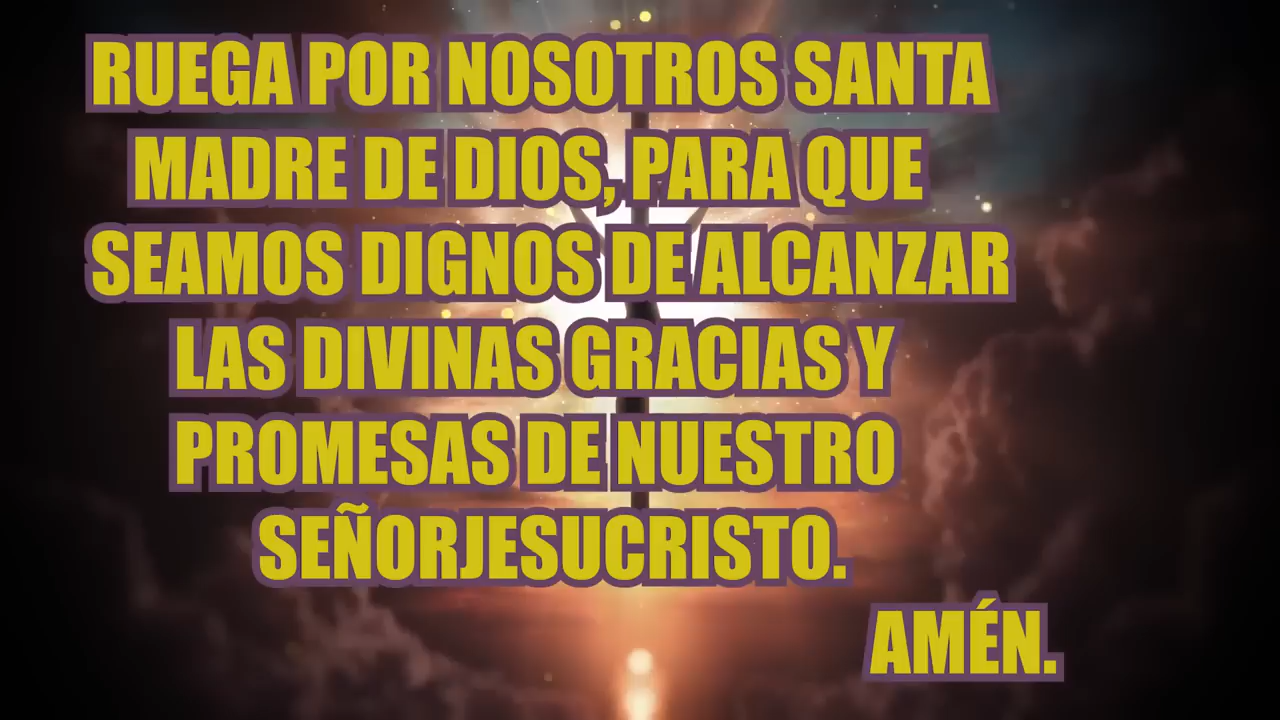 RUEGA POR NOSOTROS SANTA
MADRE DE DIOS, PARA QUE
SEAMOS DIGNOS DE ALCANZAR
LAS DIVINAS GRACIAS Y
PROMESAS DE NUESTRO
SEÑORJESUCRISTO.
AMÉN.